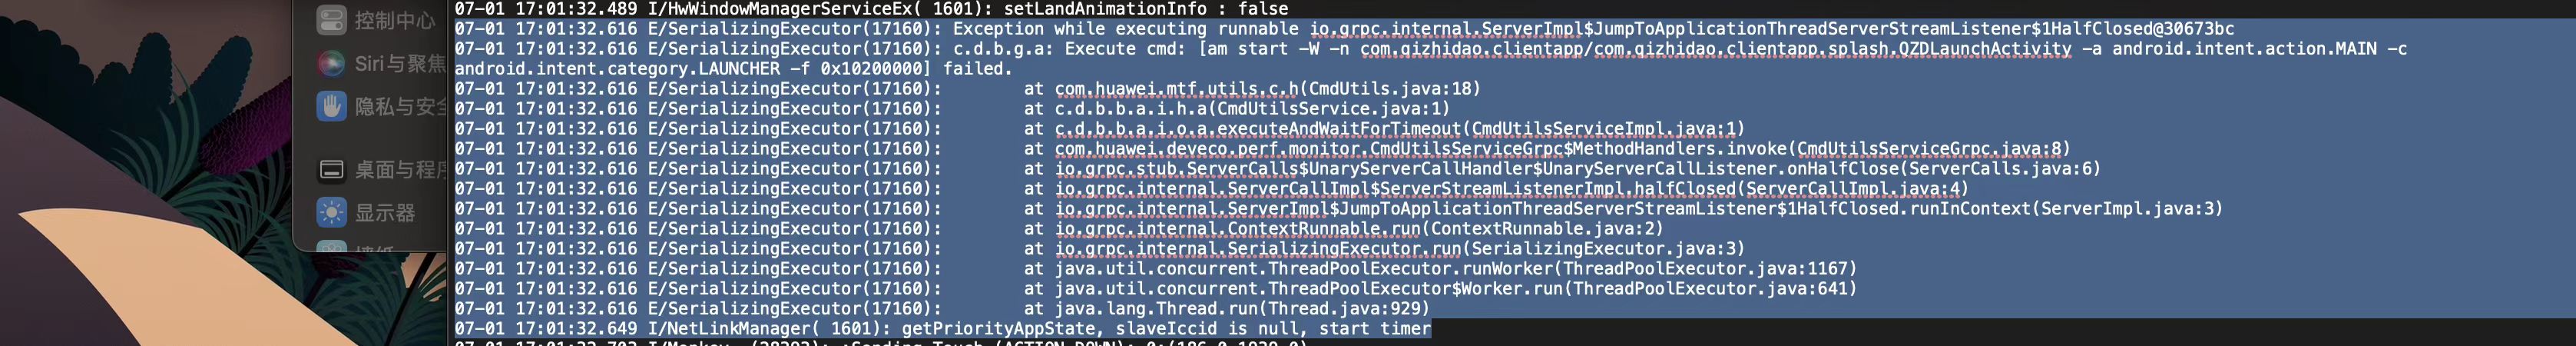 控制中心
Siri与聚焦
隐私与安全
桌面与程序
显示器
07-01 17:01:32.489 I/HwWindowManagerServiceEx( 1601): setLandAnimationInfo : false
07-01 17:01:32.616 E/SerializingExecutor(17160): Exception while executing runnable io.grpc.internal.ServerImpl$JumpToApplicationThreadServerStreamListener$1HalfClosed@30673bc
07-01 17:01:32.616 E/SerializingExecutor(17160): c.d.b.g.a: Execute cmd: [am start -W -n com.qizhidao.clientapp/com.qizhidao.clientapp.splash.QZDLaunchActivity -a android.intent.action.MAIN -c
android.intent.category.LAUNCHER -f 0x10200000] failed.
07-01 17:01:32.616 E/SerializingExecutor(17160): at com.huawei.mtf.utils.c.h(CmdUtils.java:18)
07-01 17:01:32.616 E/SerializingExecutor(17160): at c.d.b.b.a.i.h.a(CmdUtilsService.java:1)
07-01 17:01:32.616 E/SerializingExecutor(17160): at c.d.b.b.a.i.o.a.executeAndWaitForTimeout(CmdUtilsServiceImpl.java:1)
07-01 17:01:32.616 E/SerializingExecutor(17160): at com.huawei.deveco.perf.monitor.CmdUtilsServiceGrpc$MethodHandlers.invoke(CmdUtilsServiceGrpc.java:8)
07-01 17:01:32.616 E/SerializingExecutor(17160): at io.grpc.stub.ServerCalls$UnaryServerCallHandler$UnaryServerCallListener.onHalfClose(ServerCalls.java:6)
07-01 17:01:32.616 E/SerializingExecutor(17160): at io.grpc.internal.ServerCallImpl$ServerStreamListenerImpl.halfClosed(ServerCallImpl.java:4)
07-01 17:01:32.616 E/SerializingExecutor(17160): at io.grpc.internal.ServerImpl$JumpToApplicationThreadServerStreamListener$1HalfClosed.runInContext(ServerImpl.java:3)
07-01 17:01:32.616 E/SerializingExecutor(17160): at io.grpc.internal.ContextRunnable.run(ContextRunnable.java:2)
07-01 17:01:32.616 E/SerializingExecutor(17160): at io.grpc.internal.SerializingExecutor.run(SerializingExecutor.java:3)
07-01 17:01:32.616 E/SerializingExecutor(17160): at java.util.concurrent.ThreadPoolExecutor.runWorker(ThreadPoolExecutor.java:1167)
07-01 17:01:32.616 E/SerializingExecutor(17160): at java.util.concurrent.ThreadPoolExecutor$Worker.run(ThreadPoolExecutor.java:641)
07-01 17:01:32.616 E/SerializingExecutor(17160): at java.lang.Thread.run(Thread.java:929)
07-01 17:01:32.649 I/NetLinkManager( 1601): getPriorityAppState, slaveIccid is null, start timer